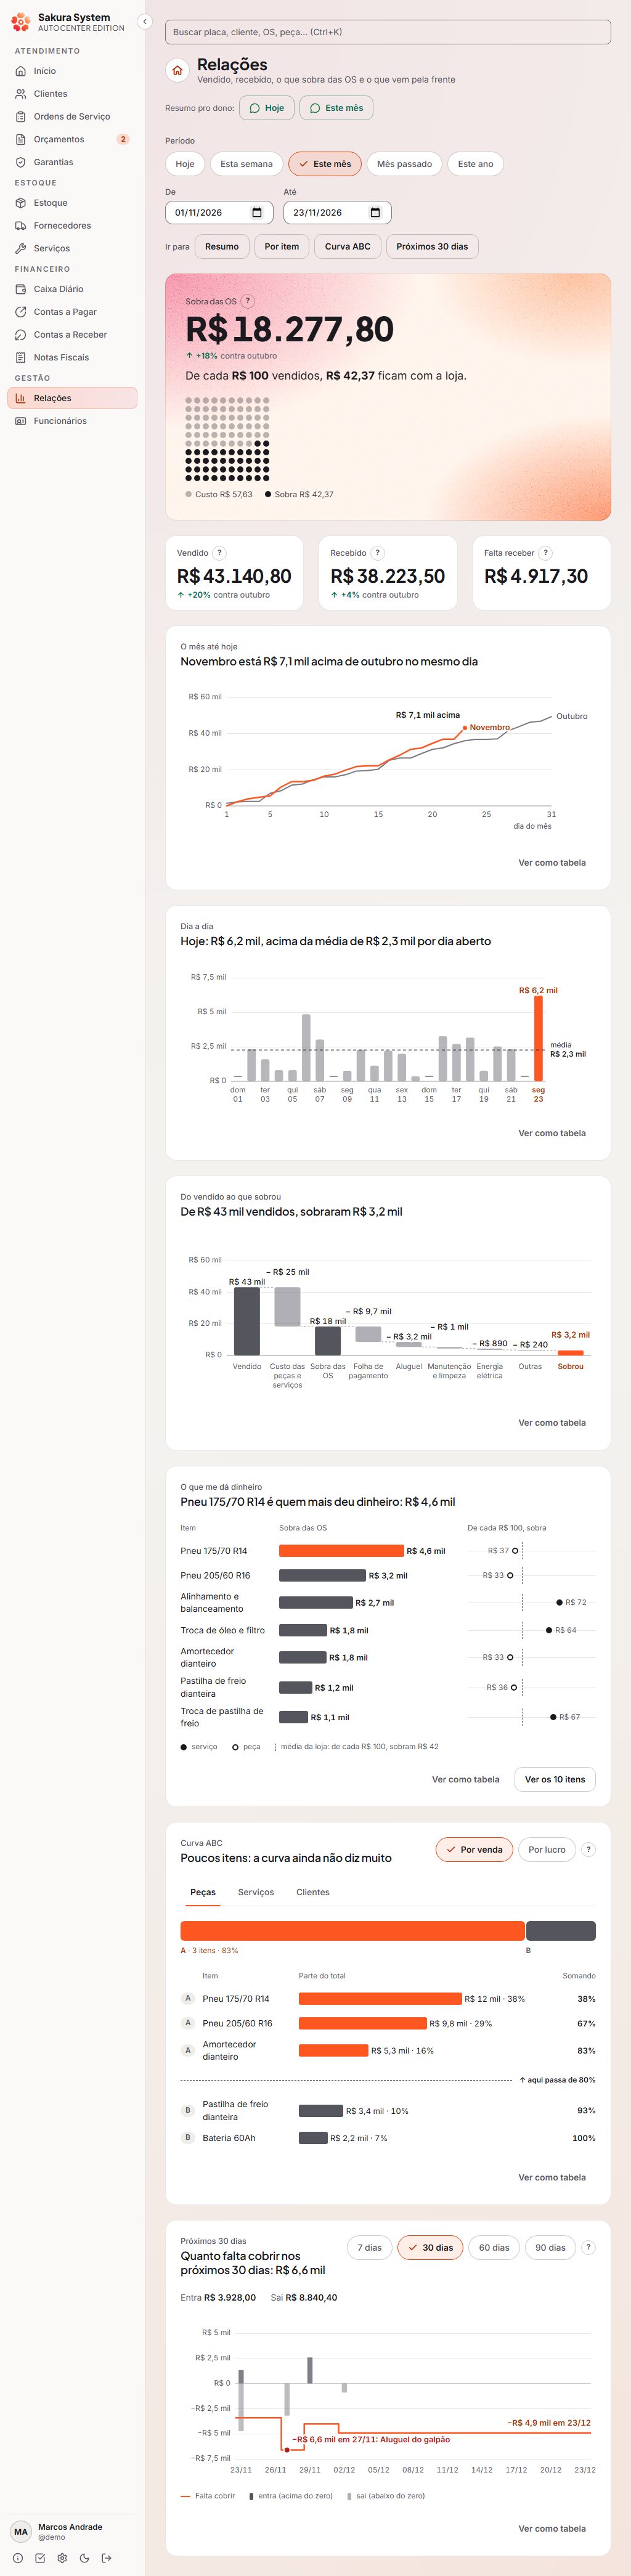 Sakura System
AUTOCENTER EDITION
ATENDIMENTO
Início
Clientes
Ordens de Serviço
Orçamentos 2
Garantias
ESTOQUE
Estoque
Fornecedores
Serviços
FINANCEIRO
Caixa Diário
Contas a Pagar
Contas a Receber
Notas Fiscais
GESTÃO
Relações
Funcionários
MA
Marcos Andrade
@demo
Buscar placa, cliente, OS, peça... (Ctrl+K)
Relações
Vendido, recebido, o que sobra das OS e o que vem pela frente
Resumo pro dono: Hoje Este mês
Período
Hoje Esta semana Este mês Mês passado Este ano
De Até
01/11/2026 23/11/2026
Ir para Resumo Por item Curva ABC Próximos 30 dias
Sobra das OS ?
R$ 18.277,80
↑ +18% contra outubro
De cada R$ 100 vendidos, R$ 42,37 ficam com a loja.
Custo R$ 57,63 Sobra R$ 42,37
Vendido ?
R$ 43.140,80
↑ +20% contra outubro
Recebido ?
R$ 38.223,50
↑ +4% contra outubro
Falta receber ?
R$ 4.917,30
O mês até hoje
Novembro está R$ 7,1 mil acima de outubro no mesmo dia
R$ 60 mil
R$ 40 mil
R$ 20 mil
R$ 0
R$ 7,1 mil acima
Novembro
Outubro
1 5 10 15 20 25 31
dia do mês
Ver como tabela
Dia a dia
Hoje: R$ 6,2 mil, acima da média de R$ 2,3 mil por dia aberto
R$ 7,5 mil
R$ 5 mil
R$ 2,5 mil
R$ 0
R$ 6,2 mil
média
R$ 2,3 mil
dom ter qui sáb seg qua sex dom ter qui sáb seg
01 03 05 07 09 11 13 15 17 19 21 23
Ver como tabela
Do vendido ao que sobrou
De R$ 43 mil vendidos, sobraram R$ 3,2 mil
R$ 60 mil
R$ 40 mil
R$ 20 mil
R$ 0
R$ 43 mil
− R$ 25 mil
R$ 18 mil
− R$ 9,7 mil
− R$ 3,2 mil
− R$ 1 mil
− R$ 890
− R$ 240
R$ 3,2 mil
Vendido
Custo das peças e serviços
Sobra das OS
Folha de pagamento
Aluguel
Manutenção e limpeza
Energia elétrica
Outras
Sobrou
Ver como tabela
O que me dá dinheiro
Pneu 175/70 R14 é quem mais deu dinheiro: R$ 4,6 mil
Item Sobra das OS De cada R$ 100, sobra
Pneu 175/70 R14 R$ 4,6 mil R$ 37
Pneu 205/60 R16 R$ 3,2 mil R$ 33
Alinhamento e balanceamento R$ 2,7 mil R$ 72
Troca de óleo e filtro R$ 1,8 mil R$ 64
Amortecedor dianteiro R$ 1,8 mil R$ 33
Pastilha de freio dianteira R$ 1,2 mil R$ 36
Troca de pastilha de freio R$ 1,1 mil R$ 67
serviço peça média da loja: de cada R$ 100, sobram R$ 42
Ver como tabela Ver os 10 itens
Curva ABC
Poucos itens: a curva ainda não diz muito
Por venda Por lucro ?
Peças Serviços Clientes
A · 3 itens · 83% B
Item Parte do total Somando
A Pneu 175/70 R14 R$ 12 mil · 38% 38%
A Pneu 205/60 R16 R$ 9,8 mil · 29% 67%
A Amortecedor dianteiro R$ 5,3 mil · 16% 83%
↑ aqui passa de 80%
B Pastilha de freio dianteira R$ 3,4 mil · 10% 93%
B Bateria 60Ah R$ 2,2 mil · 7% 100%
Ver como tabela
Próximos 30 dias
Quanto falta cobrir nos
próximos 30 dias: R$ 6,6 mil
7 dias 30 dias 60 dias 90 dias ?
Entra R$ 3.928,00 Sai R$ 8.840,40
R$ 5 mil
R$ 2,5 mil
R$ 0
−R$ 2,5 mil
−R$ 5 mil
−R$ 7,5 mil
−R$ 4,9 mil em 23/12
−R$ 6,6 mil em 27/11: Aluguel do galpão
23/11 26/11 29/11 02/12 05/12 08/12 11/12 14/12 17/12 20/12 23/12
Falta cobrir entra (acima do zero) sai (abaixo do zero)
Ver como tabela